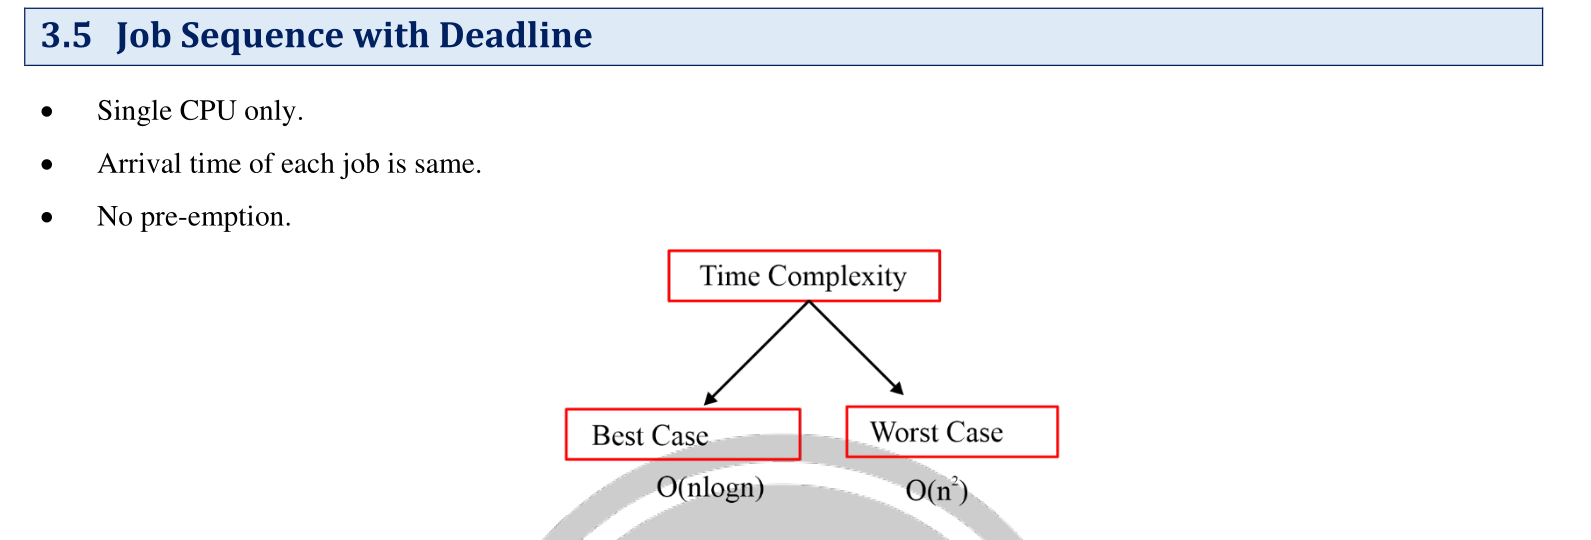 3.5 Job Sequence with Deadline
• Single CPU only.
• Arrival time of each job is same.
• No pre-emption.
Time Complexity
Best Case
Worst Case
O(nlogn)
O(n²)